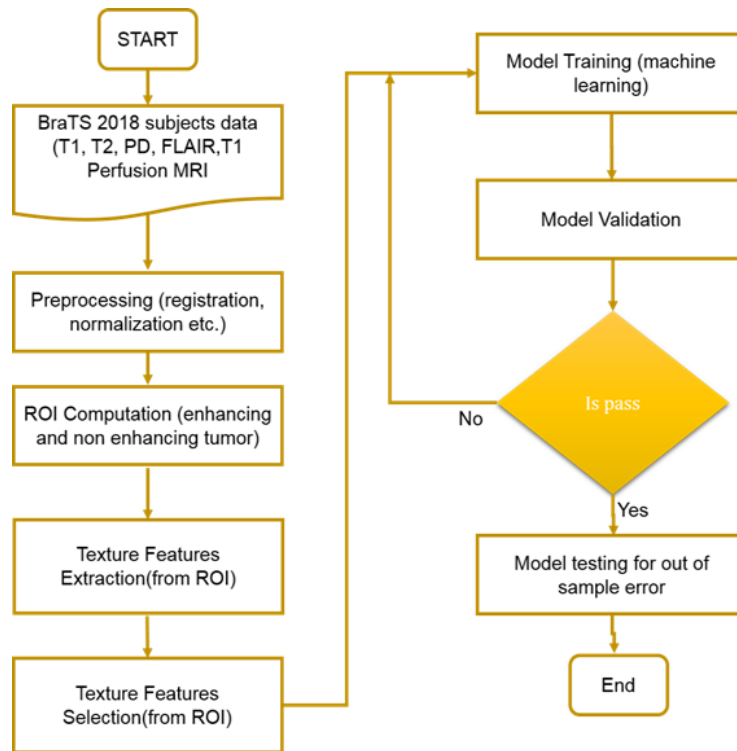 START
BraTS 2018 subjects data
(T1, T2, PD, FLAIR,T1
Perfusion MRI
Preprocessing (registration,
normalization etc.)
ROI Computation (enhancing
and non enhancing tumor)
Texture Features
Extraction(from ROI)
Texture Features
Selection(from ROI)
Model Training (machine
learning)
Model Validation
Is pass
No
Yes
Model testing for out of
sample error
End